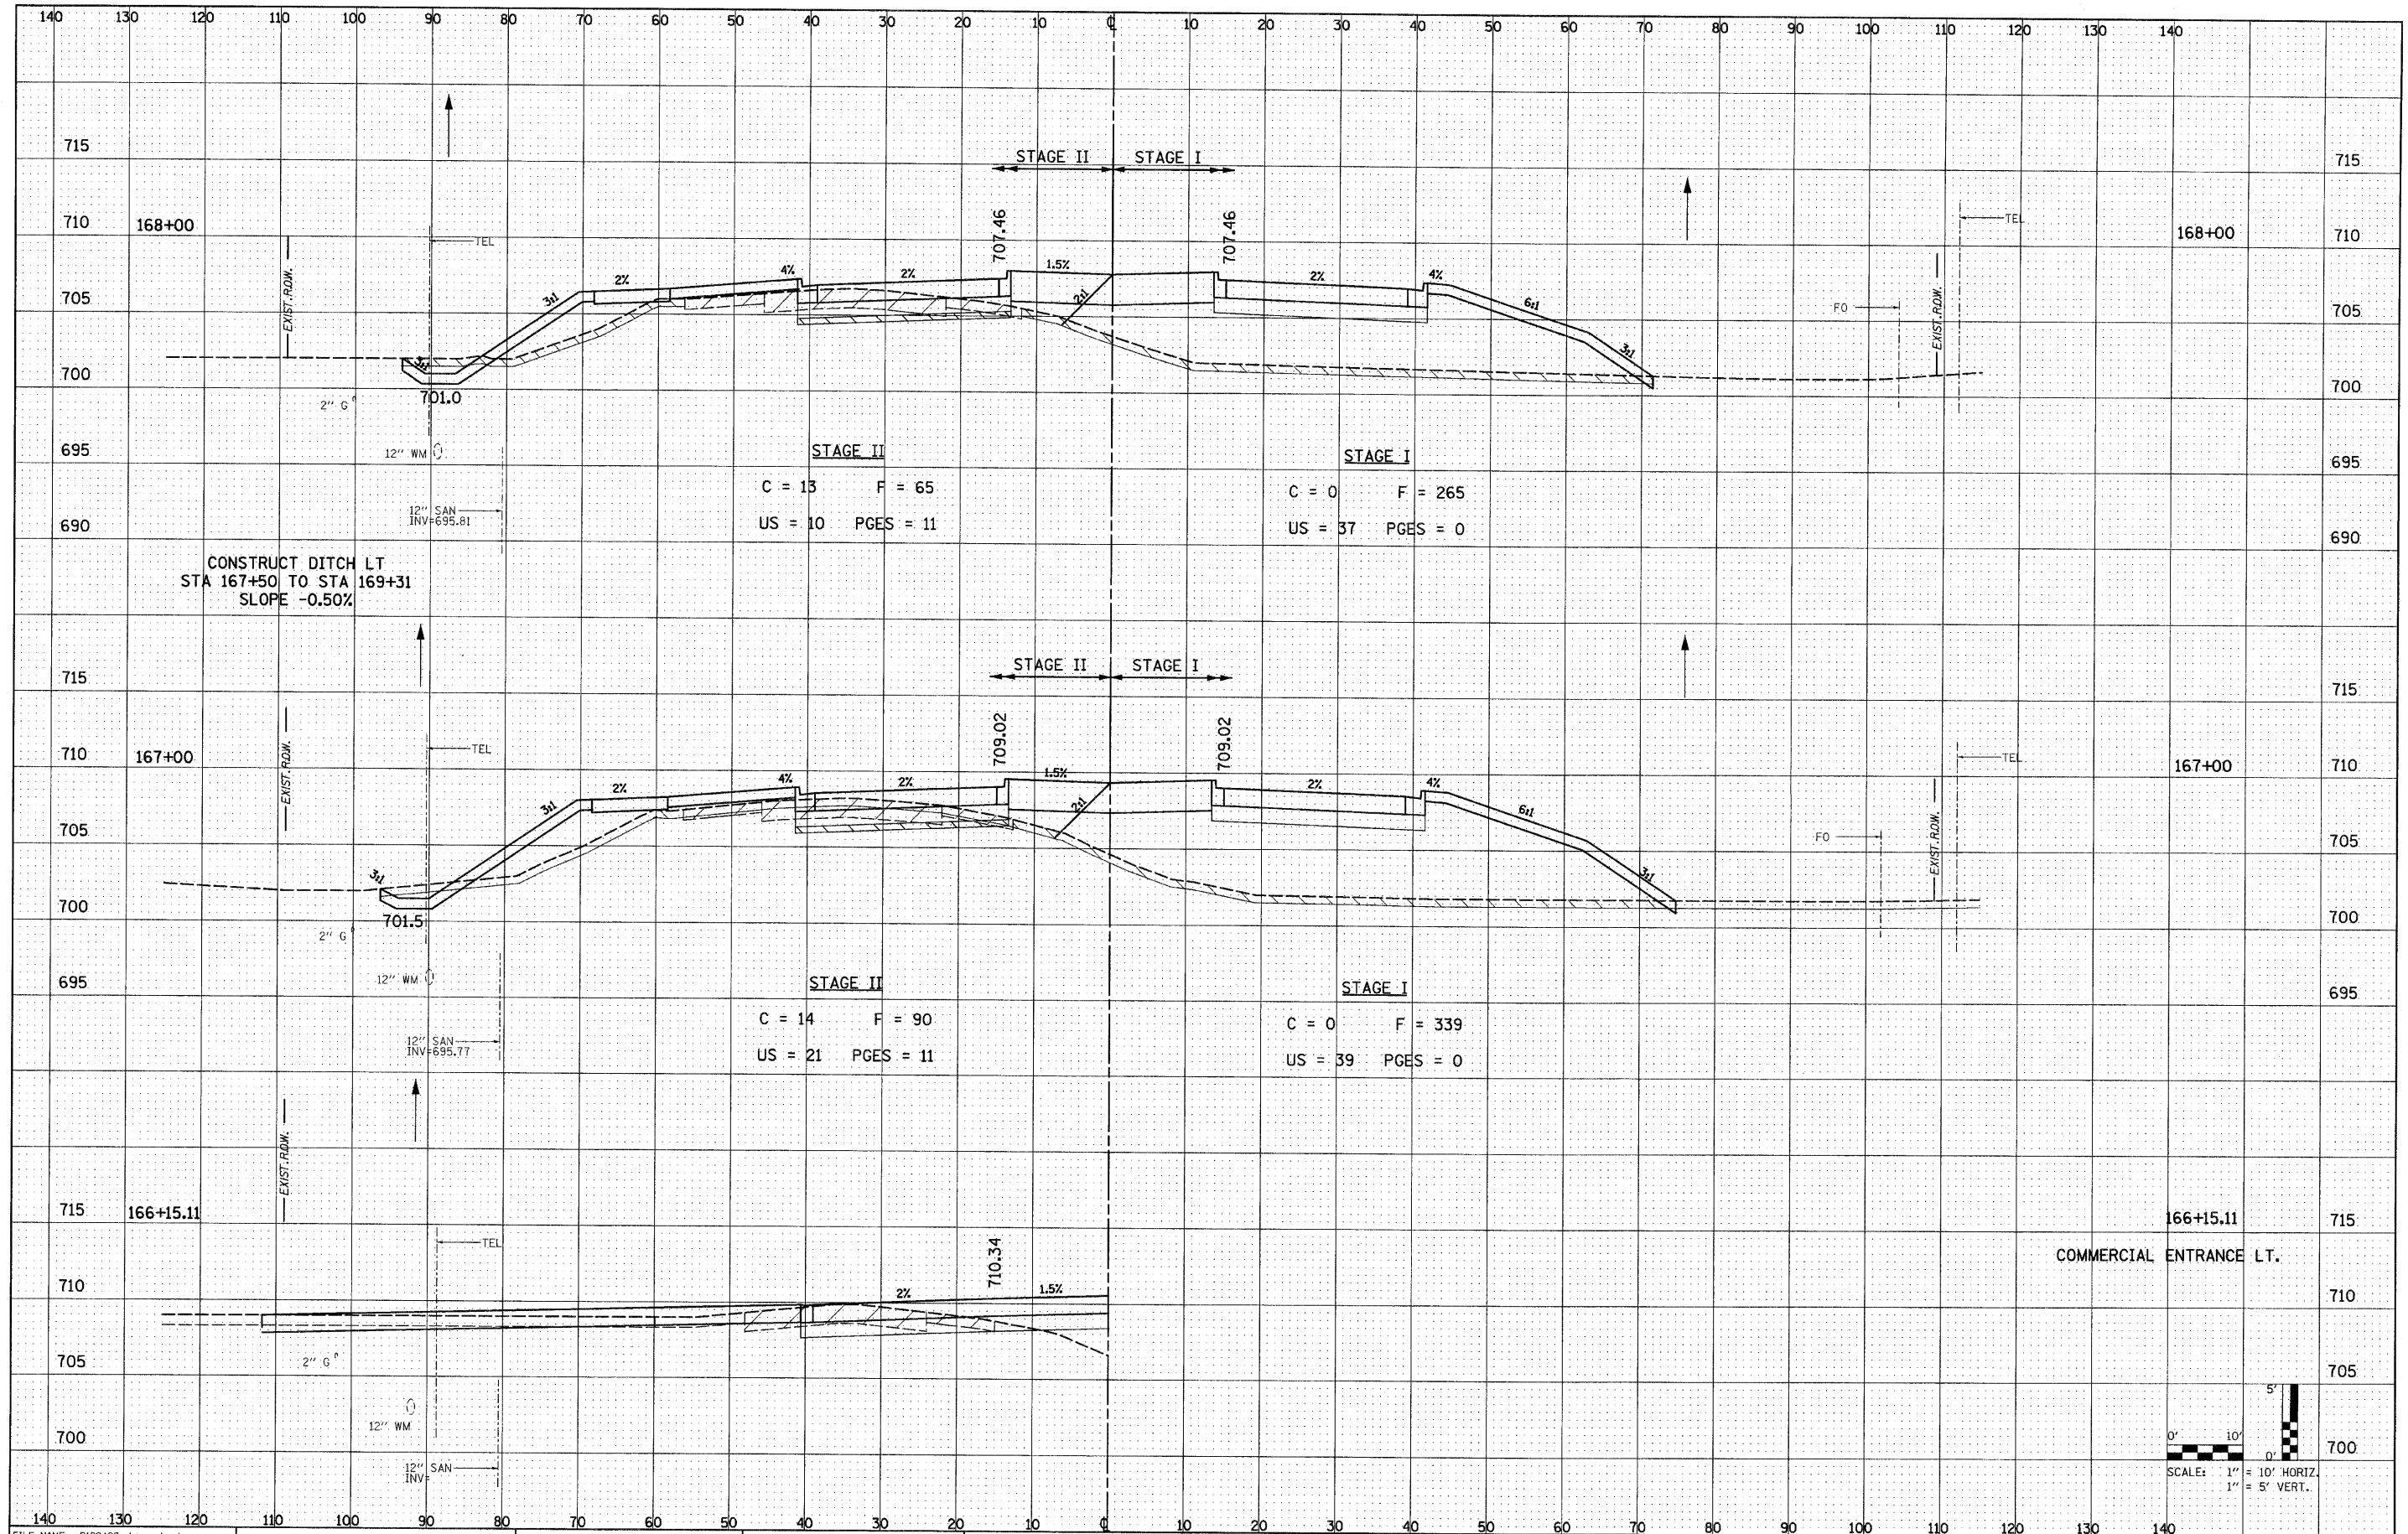 140 130 120 110 100 90 80 70 60 50 40 30 20 10 ℄ 10 20 30 40 50 60 70 80 90 100 110 120 130 140
STAGE II STAGE I
715 715
710 168+00 707.46 707.46 168+00 710
EXIST. R.O.W. TEL TEL EXIST. R.O.W.
3:1 2% 4% 2% 1.5% 2:1 2% 4% 6:1 3:1
705 FO 705
3:1
700 700
2" G 701.0
12" WM
695 695
STAGE II STAGE I
C = 13 F = 65 C = 0 F = 265
12" SAN
INV=695.81
US = 10 PGES = 11 US = 37 PGES = 0
690 690
CONSTRUCT DITCH LT
STA 167+50 TO STA 169+31
SLOPE -0.50%
STAGE II STAGE I
715 715
710 167+00 709.02 709.02 167+00 710
EXIST. R.O.W. TEL TEL EXIST. R.O.W.
3:1 2% 4% 2% 1.5% 2:1 2% 4% 6:1 3:1
705 FO 705
3:1
700 700
2" G 701.5
12" WM
695 695
STAGE II STAGE I
C = 14 F = 90 C = 0 F = 339
12" SAN
INV=695.77
US = 21 PGES = 11 US = 39 PGES = 0
EXIST. R.O.W.
715 166+15.11 166+15.11 715
TEL
COMMERCIAL ENTRANCE LT.
710 710.34 2% 1.5% 710
705 2" G 705
12" WM
700 700
12" SAN
INV=
5'
0' 10'
0'
SCALE: 1" = 10' HORIZ.
1" = 5' VERT.
140 130 120 110 100 90 80 70 60 50 40 30 20 10 ℄ 10 20 30 40 50 60 70 80 90 100 110 120 130 140